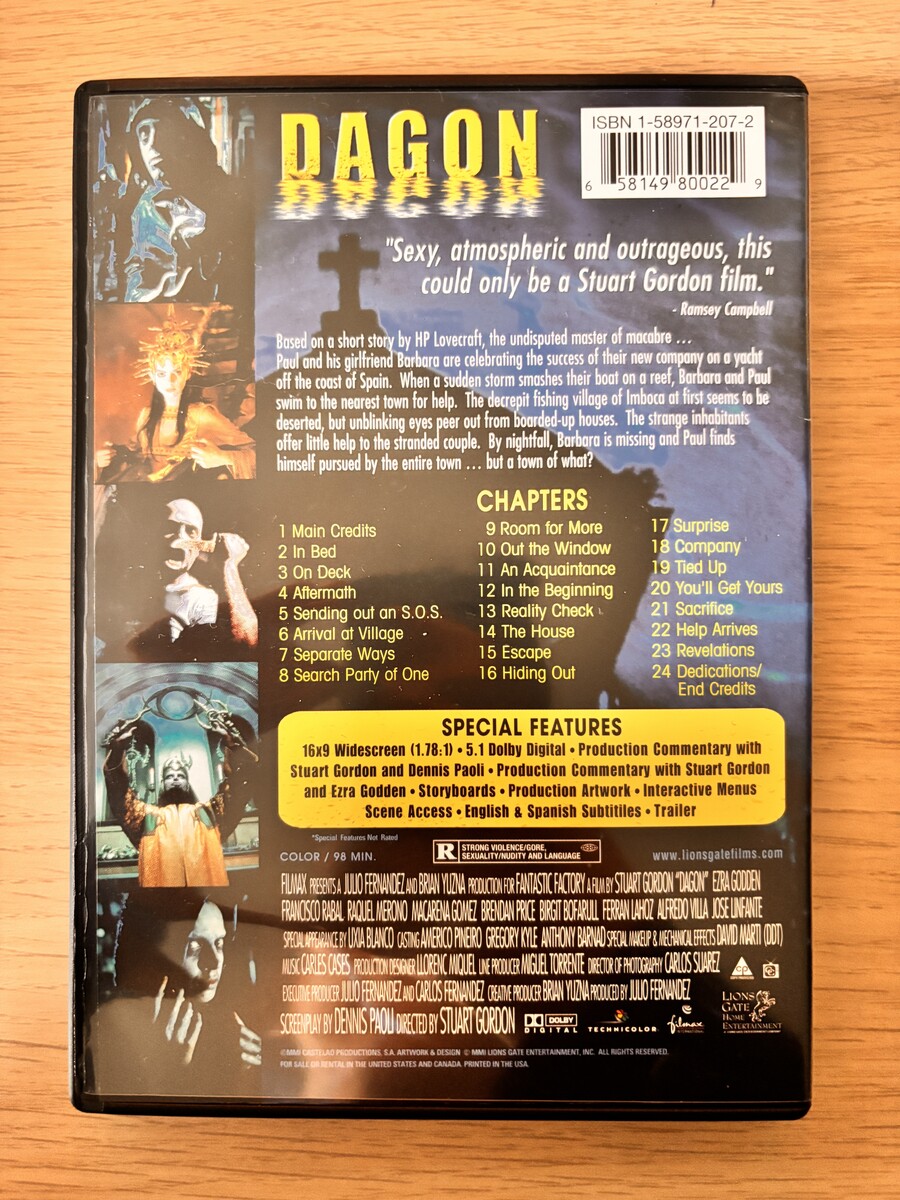 DAGON
ISBN 1-58971-207-2
6 58149 80022 9
"Sexy, atmospheric and outrageous, this
could only be a Stuart Gordon film."
- Ramsey Campbell
Based on a short story by HP Lovecraft, the undisputed master of macabre ...
Paul and his girlfriend Barbara are celebrating the success of their new company on a yacht
off the coast of Spain. When a sudden storm smashes their boat on a reef, Barbara and Paul
swim to the nearest town for help. The decrepit fishing village of Imboca at first seems to be
deserted, but unblinking eyes peer out from boarded-up houses. The strange inhabitants
offer little help to the stranded couple. By nightfall, Barbara is missing and Paul finds
himself pursued by the entire town ... but a town of what?
CHAPTERS
1 Main Credits
2 In Bed
3 On Deck
4 Aftermath
5 Sending out an S.O.S.
6 Arrival at Village
7 Separate Ways
8 Search Party of One
9 Room for More
10 Out the Window
11 An Acquaintance
12 In the Beginning
13 Reality Check
14 The House
15 Escape
16 Hiding Out
17 Surprise
18 Company
19 Tied Up
20 You'll Get Yours
21 Sacrifice
22 Help Arrives
23 Revelations
24 Dedications/
End Credits
SPECIAL FEATURES
16x9 Widescreen (1.78:1) • 5.1 Dolby Digital • Production Commentary with
Stuart Gordon and Dennis Paoli • Production Commentary with Stuart Gordon
and Ezra Godden • Storyboards • Production Artwork • Interactive Menus
Scene Access • English & Spanish Subtitiles • Trailer
*Special Features Not Rated
COLOR / 98 MIN.
R STRONG VIOLENCE/GORE,
SEXUALITY/NUDITY AND LANGUAGE
www.lionsgatefilms.com
FILMAX PRESENTS A JULIO FERNANDEZ AND BRIAN YUZNA PRODUCTION FOR FANTASTIC FACTORY A FILM BY STUART GORDON "DAGON" EZRA GODDEN
FRANCISCO RABAL RAQUEL MERONO MACARENA GOMEZ BRENDAN PRICE BIRGIT BOFARULL FERRAN LAHOZ ALFREDO VILLA JOSE LINFANTE
SPECIAL APPEARANCE BY UXIA BLANCO CASTING AMERICO PINEIRO GREGORY KYLE ANTHONY BARNAD SPECIAL MAKEUP & MECHANICAL EFFECTS DAVID MARTI (DDT)
MUSIC CARLES CASES PRODUCTION DESIGNER LLORENC MIQUEL LINE PRODUCER MIGUEL TORRENTE DIRECTOR OF PHOTOGRAPHY CARLOS SUAREZ
EXECUTIVE PRODUCER JULIO FERNANDEZ AND CARLOS FERNANDEZ CREATIVE PRODUCER BRIAN YUZNA PRODUCED BY JULIO FERNANDEZ
SCREENPLAY BY DENNIS PAOLI DIRECTED BY STUART GORDON
DOLBY
DIGITAL
TECHNICOLOR
filmax
INTERNATIONAL
LIONS
GATE
HOME
ENTERTAINMENT
©MMI CASTELAO PRODUCTIONS, S.A. ARTWORK & DESIGN © MMI LIONS GATE ENTERTAINMENT, INC. ALL RIGHTS RESERVED.
FOR SALE OR RENTAL IN THE UNITED STATES AND CANADA. PRINTED IN THE USA.